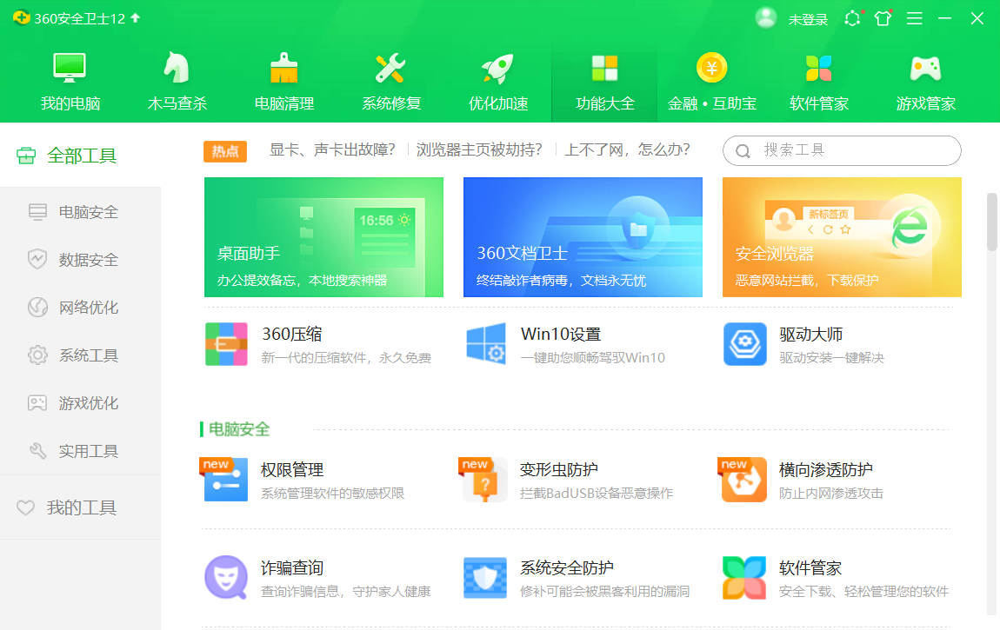 360安全卫士12
未登录
我的电脑
木马查杀
电脑清理
系统修复
优化加速
功能大全
金融·互助宝
软件管家
游戏管家
全部工具
热点
显卡、声卡出故障?
浏览器主页被劫持?
上不了网，怎么办?
搜索工具
电脑安全
数据安全
网络优化
系统工具
游戏优化
实用工具
我的工具
16:56
桌面助手
办公提效备忘，本地搜索神器
360文档卫士
终结敲诈者病毒，文档永无忧
新标签页
安全浏览器
恶意网站拦截，下载保护
360压缩
新一代的压缩软件，永久免费
Win10设置
一键助您顺畅驾驭Win10
驱动大师
驱动安装一键解决
电脑安全
new
权限管理
系统管理软件的敏感权限
new
变形虫防护
拦截BadUSB设备恶意操作
new
横向渗透防护
防止内网渗透攻击
诈骗查询
查询诈骗信息，守护家人健康
系统安全防护
修补可能会被黑客利用的漏洞
软件管家
安全下载、轻松管理您的软件